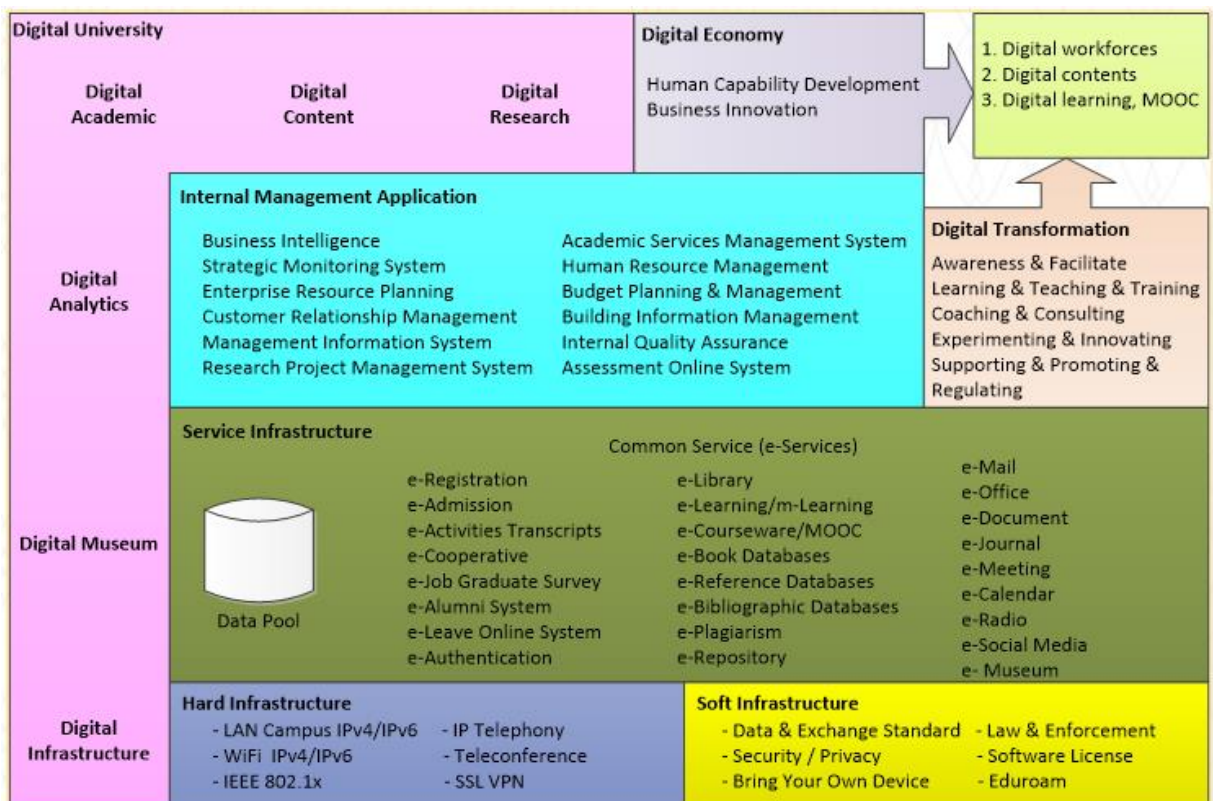 Digital University
Digital
Academic
Digital
Content
Digital
Research
Digital Economy
Human Capability Development
Business Innovation
1. Digital workforces
2. Digital contents
3. Digital learning, MOOC
Digital
Analytics
Internal Management Application
Business Intelligence
Strategic Monitoring System
Enterprise Resource Planning
Customer Relationship Management
Management Information System
Research Project Management System
Academic Services Management System
Human Resource Management
Budget Planning & Management
Building Information Management
Internal Quality Assurance
Assessment Online System
Digital Transformation
Awareness & Facilitate
Learning & Teaching & Training
Coaching & Consulting
Experimenting & Innovating
Supporting & Promoting &
Regulating
Digital Museum
Service Infrastructure
Common Service (e-Services)
Data Pool
e-Registration
e-Admission
e-Activities Transcripts
e-Cooperative
e-Job Graduate Survey
e-Alumni System
e-Leave Online System
e-Authentication
e-Library
e-Learning/m-Learning
e-Courseware/MOOC
e-Book Databases
e-Reference Databases
e-Bibliographic Databases
e-Plagiarism
e-Repository
e-Mail
e-Office
e-Document
e-Journal
e-Meeting
e-Calendar
e-Radio
e-Social Media
e- Museum
Digital
Infrastructure
Hard Infrastructure
- LAN Campus IPv4/IPv6
- WiFi IPv4/IPv6
- IEEE 802.1x
- IP Telephony
- Teleconference
- SSL VPN
Soft Infrastructure
- Data & Exchange Standard
- Security / Privacy
- Bring Your Own Device
- Law & Enforcement
- Software License
- Eduroam